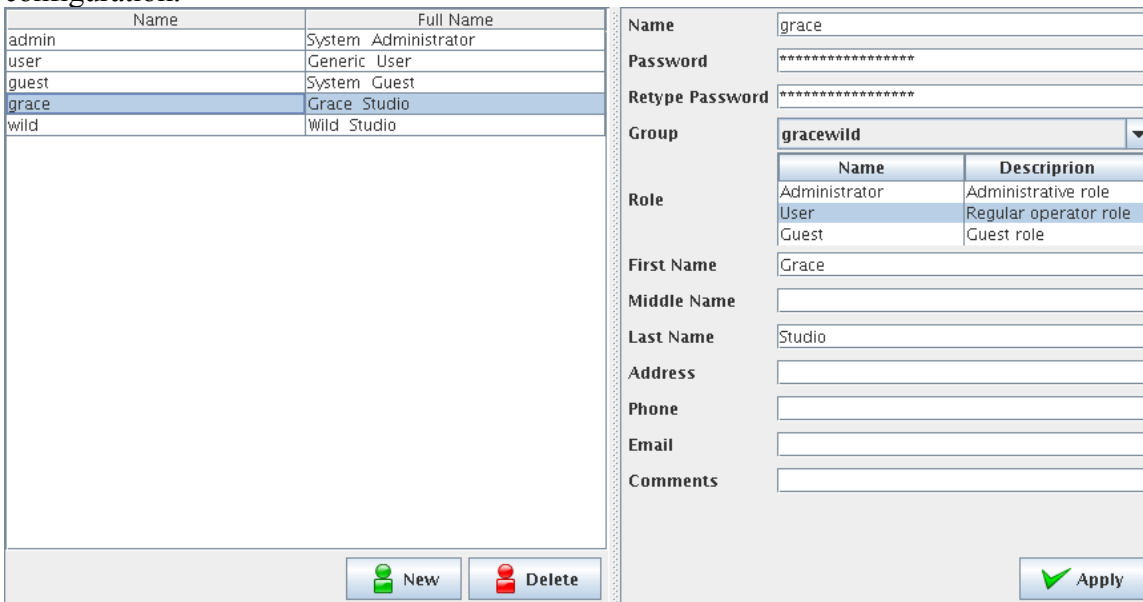 configuration.
Name Full Name
admin System Administrator
user Generic User
guest System Guest
grace Grace Studio
wild Wild Studio
New Delete
Name grace
Password *****************
Retype Password *****************
Group gracewild
Role
Name Descriprion
Administrator Administrative role
User Regular operator role
Guest Guest role
First Name Grace
Middle Name
Last Name Studio
Address
Phone
Email
Comments
Apply